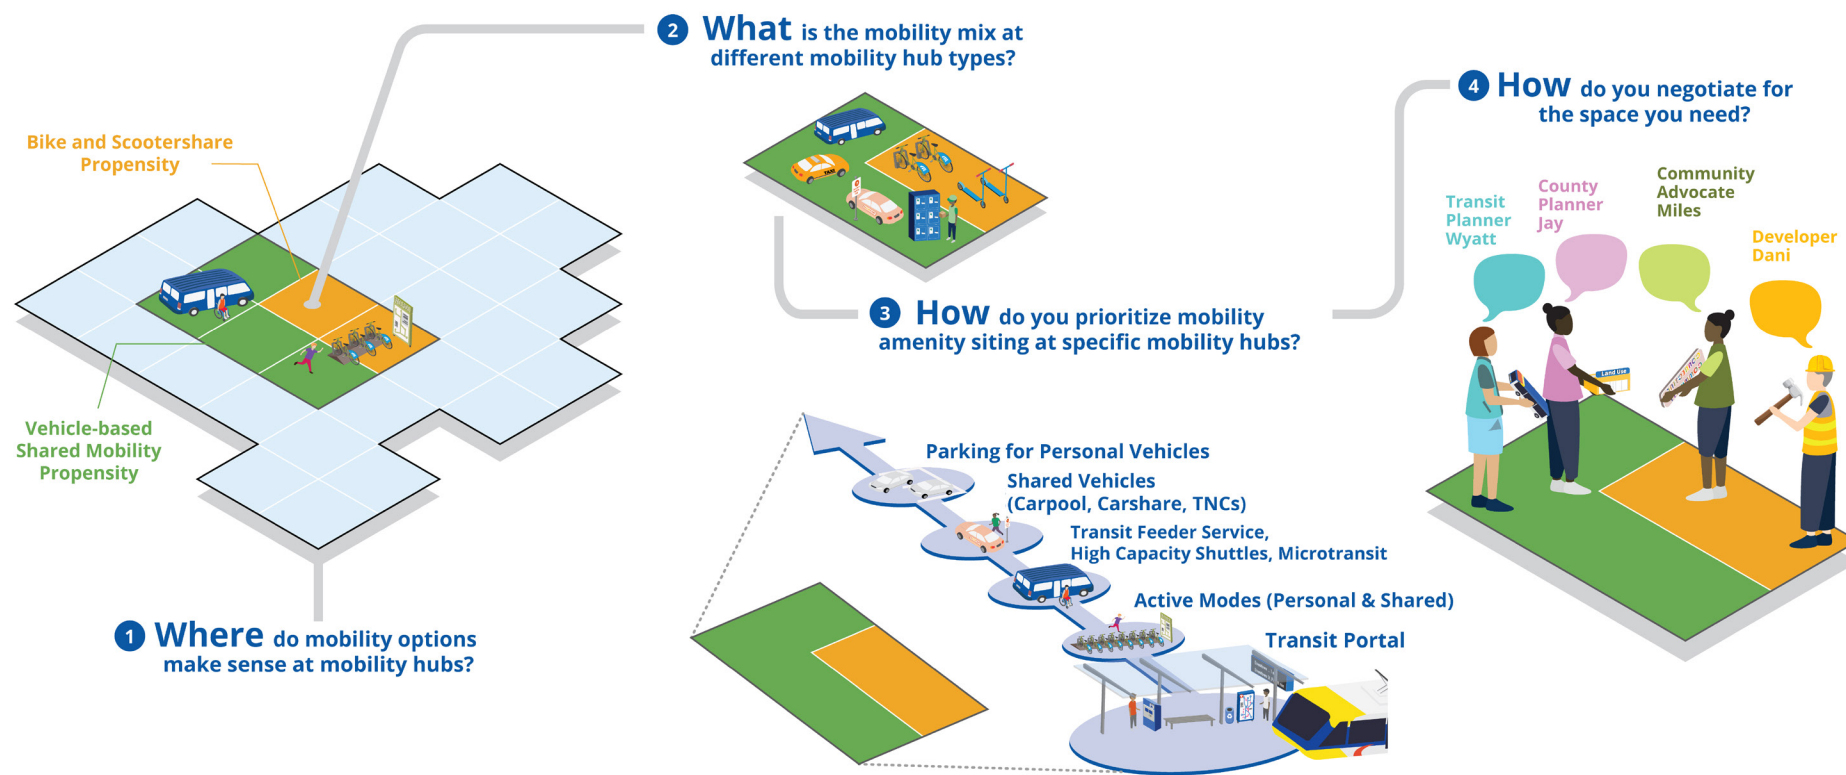 1 Where do mobility options
make sense at mobility hubs?
Bike and Scootershare
Propensity
Vehicle-based
Shared Mobility
Propensity
2 What is the mobility mix at
different mobility hub types?
TAXI
3 How do you prioritize mobility
amenity siting at specific mobility hubs?
Parking for Personal Vehicles
Shared Vehicles
(Carpool, Carshare, TNCs)
Transit Feeder Service,
High Capacity Shuttles, Microtransit
Active Modes (Personal & Shared)
Transit Portal
4 How do you negotiate for
the space you need?
Transit
Planner
Wyatt
County
Planner
Jay
Community
Advocate
Miles
Developer
Dani
Land Use